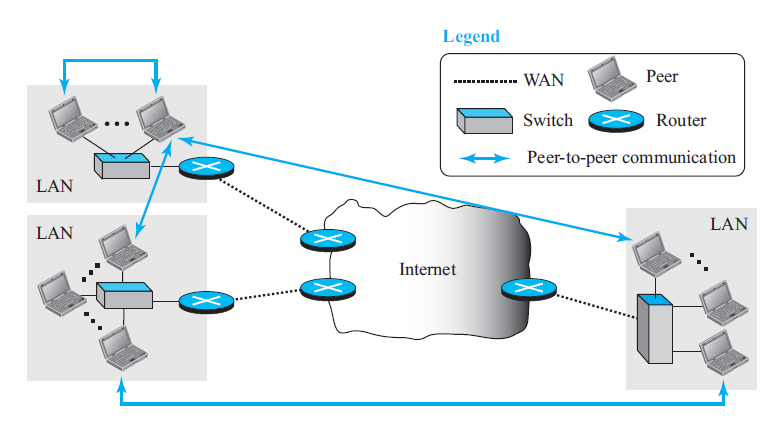 Legend
WAN
Peer
Switch
Router
Peer-to-peer communication
LAN
LAN
LAN
Internet